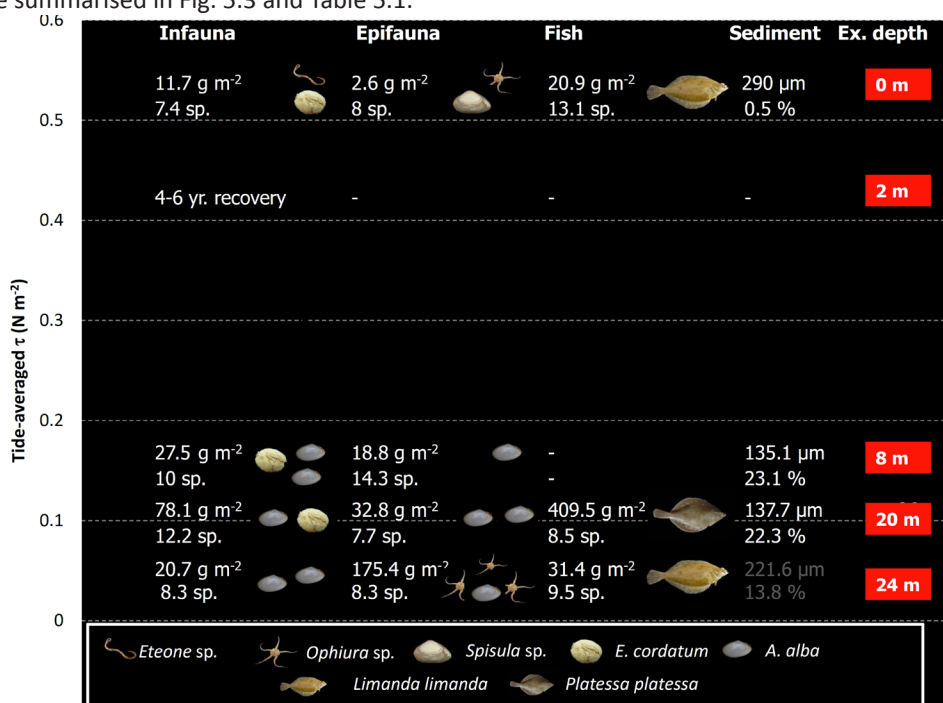 e summarised in Fig. 5.3 and Table 5.1.
Infauna Epifauna Fish Sediment Ex. depth
0.6
11.7 g m⁻² 2.6 g m⁻² 20.9 g m⁻² 290 µm 0 m
7.4 sp. 8 sp. 13.1 sp. 0.5 %
0.5
4-6 yr. recovery - - - 2 m
0.4
0.3
0.2
27.5 g m⁻² 18.8 g m⁻² - 135.1 µm 8 m
10 sp. 14.3 sp. - 23.1 %
78.1 g m⁻² 32.8 g m⁻² 409.5 g m⁻² 137.7 µm 20 m
0.1
12.2 sp. 7.7 sp. 8.5 sp. 22.3 %
20.7 g m⁻² 175.4 g m⁻² 31.4 g m⁻² 221.6 µm 24 m
8.3 sp. 8.3 sp. 9.5 sp. 13.8 %
0
Tide-averaged τ (N m⁻²)
Eteone sp. Ophiura sp. Spisula sp. E. cordatum A. alba
Limanda limanda Platessa platessa